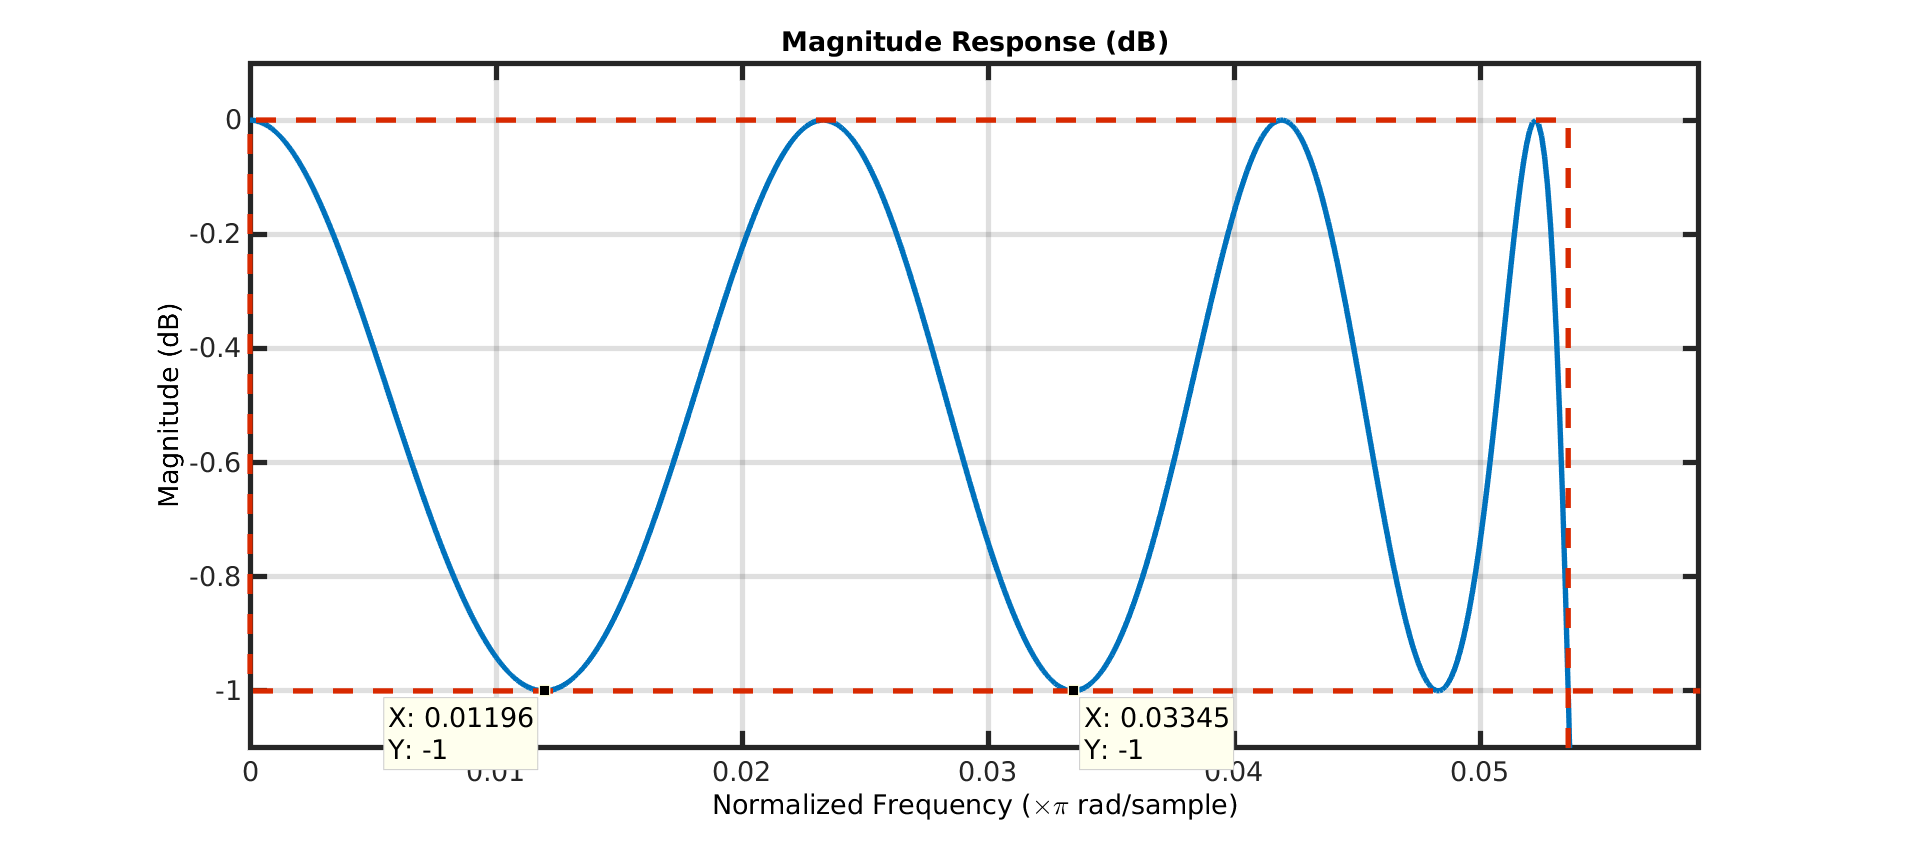 Magnitude Response (dB)
Magnitude (dB)
0
-0.2
-0.4
-0.6
-0.8
-1
X: 0.01196
Y: -1
X: 0.03345
Y: -1
0 0.01 0.02 0.03 0.04 0.05
Normalized Frequency (×π rad/sample)